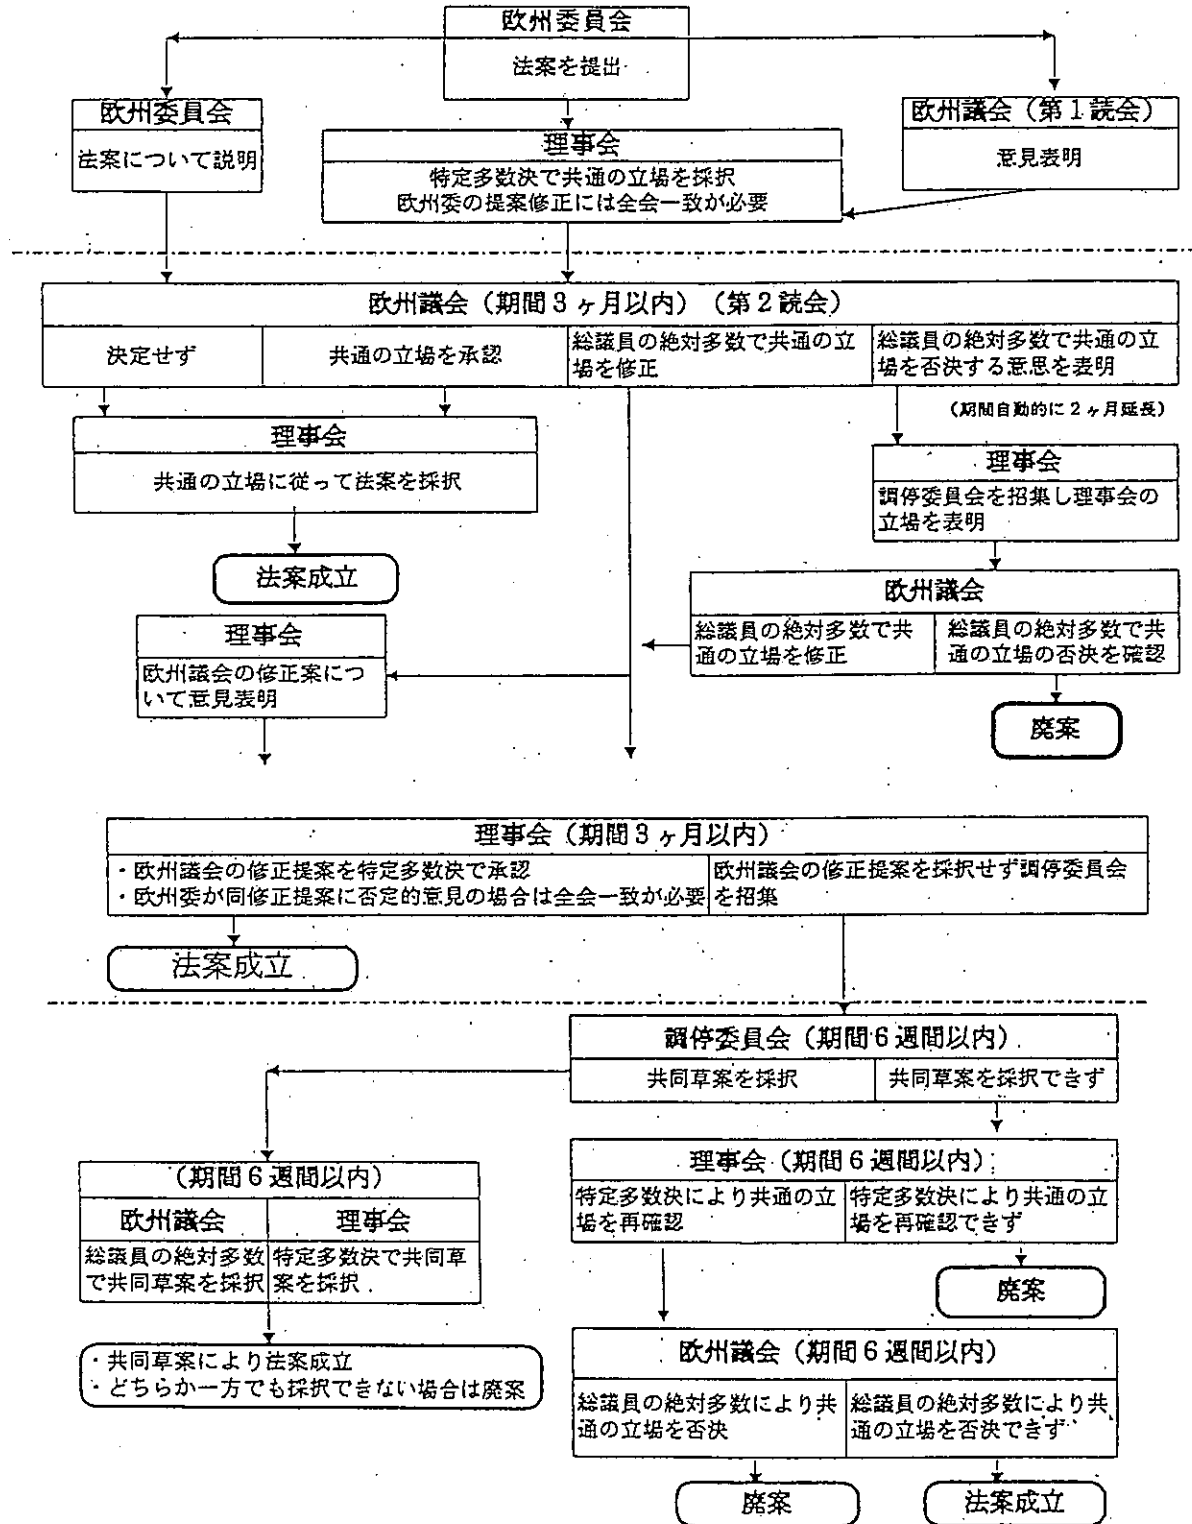 欧州委員会
法案を提出
欧州委員会
法案について説明
理事会
特定多数決で共通の立場を採択
欧州委の提案修正には全会一致が必要
欧州議会（第１読会）
意見表明
欧州議会（期間３ヶ月以内）（第２読会）
決定せず
共通の立場を承認
総議員の絶対多数で共通の立
場を修正
総議員の絶対多数で共通の立
場を否決する意思を表明
（期間自動的に２ヶ月延長）
理事会
共通の立場に従って法案を採択
法案成立
理事会
調停委員会を招集し理事会の
立場を表明
欧州議会
総議員の絶対多数で共
通の立場を修正
総議員の絶対多数で共
通の立場の否決を確認
廃案
理事会
欧州議会の修正案につ
いて意見表明
理事会（期間３ヶ月以内）
・欧州議会の修正提案を特定多数決で承認
・欧州委が同修正提案に否定的意見の場合は全会一致が必要
欧州議会の修正提案を採択せず調停委員会
を招集
法案成立
調停委員会（期間６週間以内）
共同草案を採択
共同草案を採択できず
（期間６週間以内）
欧州議会
理事会
総議員の絶対多数
で共同草案を採択
特定多数決で共同草
案を採択
・共同草案により法案成立
・どちらか一方でも採択できない場合は廃案
理事会（期間６週間以内）
特定多数決により共通の立
場を再確認
特定多数決により共通の立
場を再確認できず
廃案
欧州議会（期間６週間以内）
総議員の絶対多数により共
通の立場を否決
総議員の絶対多数により共
通の立場を否決できず
廃案
法案成立